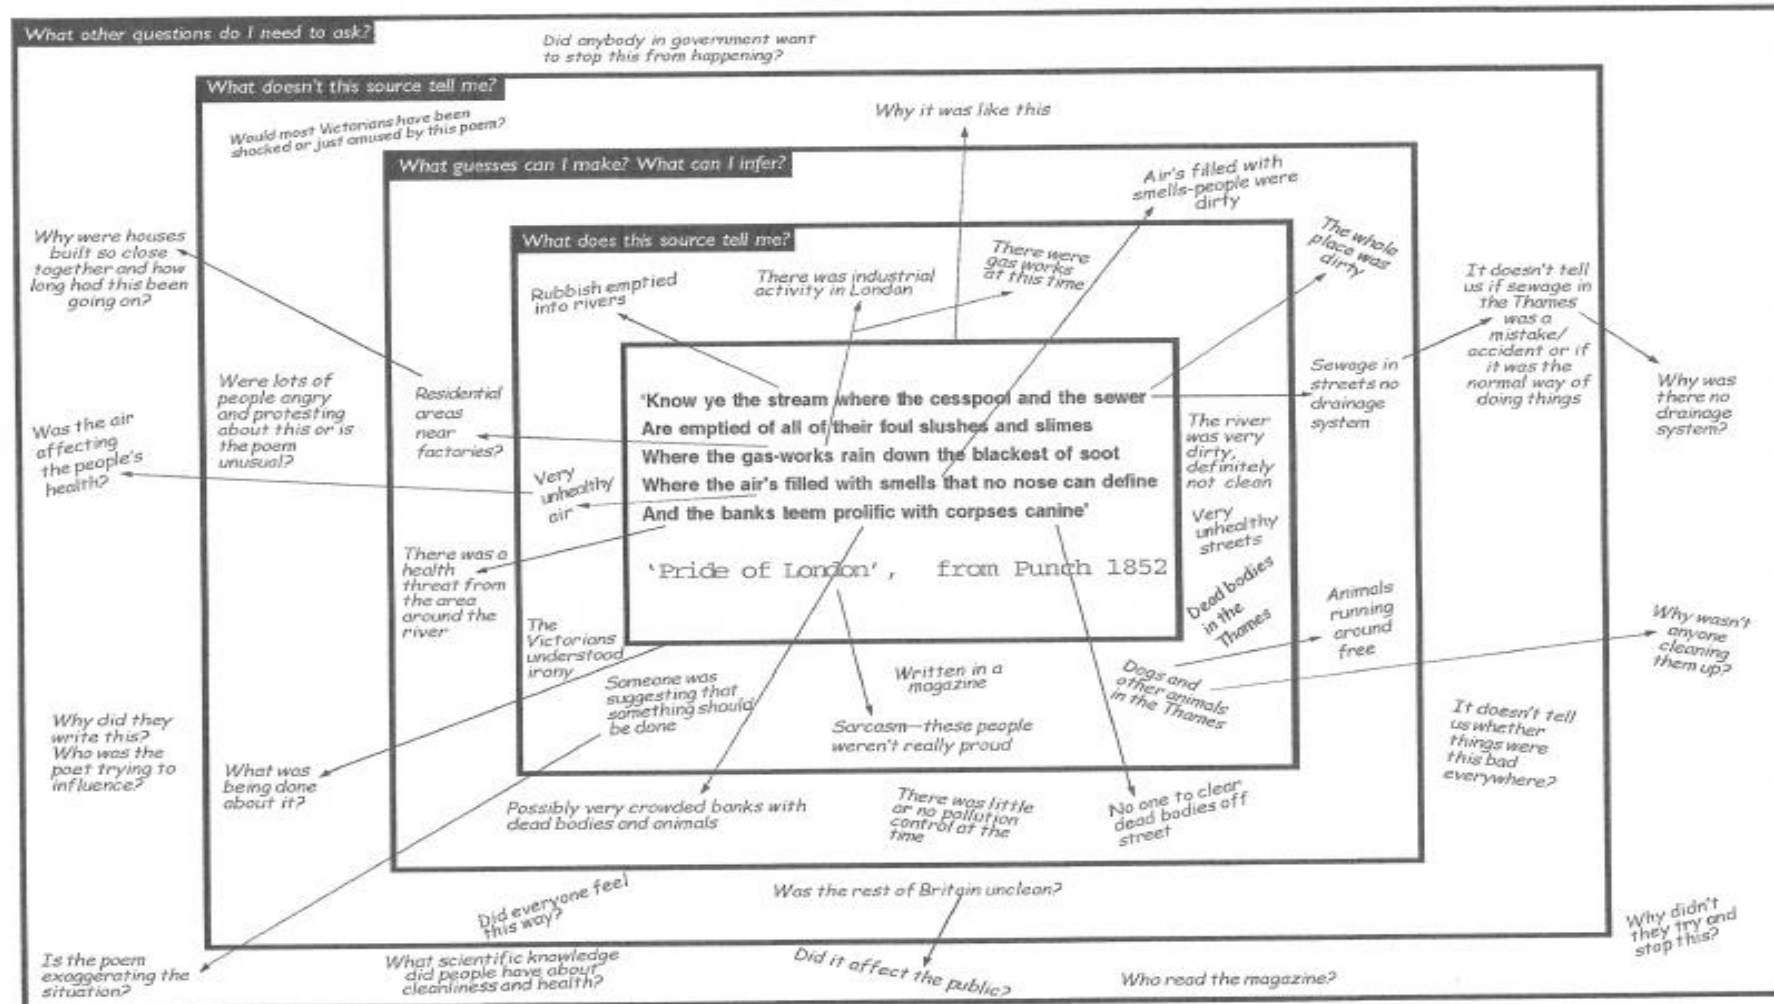 What other questions do I need to ask?
Did anybody in government want
to stop this from happening?
What doesn't this source tell me?
Would most Victorians have been
shocked or just amused by this poem?
Why it was like this
What guesses can I make? What can I infer?
Air's filled with
smells-people were
dirty
What does this source tell me?
Why were houses
built so close
together and how
long had this been
going on?
Rubbish emptied
into rivers
There was industrial
activity in London
There were
gas works
at this time
The whole
place was
dirty
It doesn't tell
us if sewage in
the Thames
was a
mistake/
accident or if
it was the
normal way of
doing things
Was the air
affecting
the people's
health?
Were lots of
people angry
and protesting
about this or is
the poem
unusual?
Residential
areas
near
factories?
Very
unhealthy
air
'Know ye the stream where the cesspool and the sewer
Are emptied of all of their foul slushes and slimes
Where the gas-works rain down the blackest of soot
Where the air's filled with smells that no nose can define
And the banks teem prolific with corpses canine'
'Pride of London', from Punch 1852
The river
was very
dirty,
definitely
not clean
Sewage in
streets no
drainage
system
Why was
there no
drainage
system?
Very
unhealthy
streets
There was a
health
threat from
the area
around the
river
The
Victorians
understood
irony
Dead bodies
in the
Thames
Animals
running
around
free
Why wasn't
anyone
cleaning
them up?
Someone was
suggesting that
something should
be done
Written in a
magazine
Sarcasm—these people
weren't really proud
Dogs and
other animals
in the Thames
Why did they
write this?
Who was the
poet trying to
influence?
What was
being done
about it?
It doesn't tell
us whether
things were
this bad
everywhere?
Possibly very crowded banks with
dead bodies and animals
There was little
or no pollution
control at the
time
No one to clear
dead bodies off
street
Did everyone feel
this way?
Was the rest of Britain unclean?
Is the poem
exaggerating the
situation?
What scientific knowledge
did people have about
cleanliness and health?
Did it affect the public?
Who read the magazine?
Why didn't
they try and
stop this?